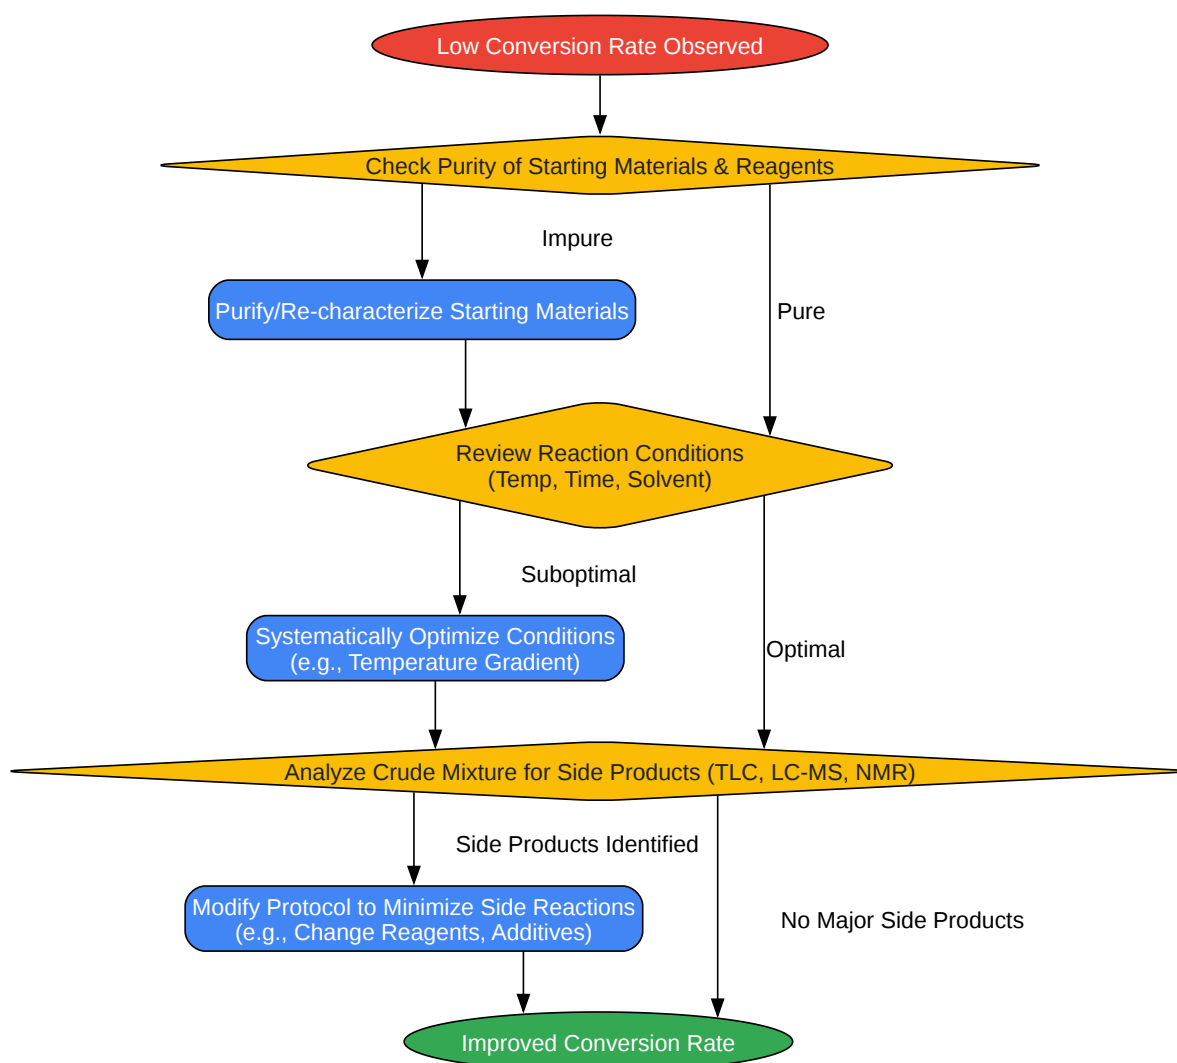 Low Conversion Rate Observed
Check Purity of Starting Materials & Reagents
Impure
Purify/Re-characterize Starting Materials
Pure
Review Reaction Conditions
(Temp, Time, Solvent)
Suboptimal
Systematically Optimize Conditions
(e.g., Temperature Gradient)
Optimal
Analyze Crude Mixture for Side Products (TLC, LC-MS, NMR)
Side Products Identified
Modify Protocol to Minimize Side Reactions
(e.g., Change Reagents, Additives)
No Major Side Products
Improved Conversion Rate